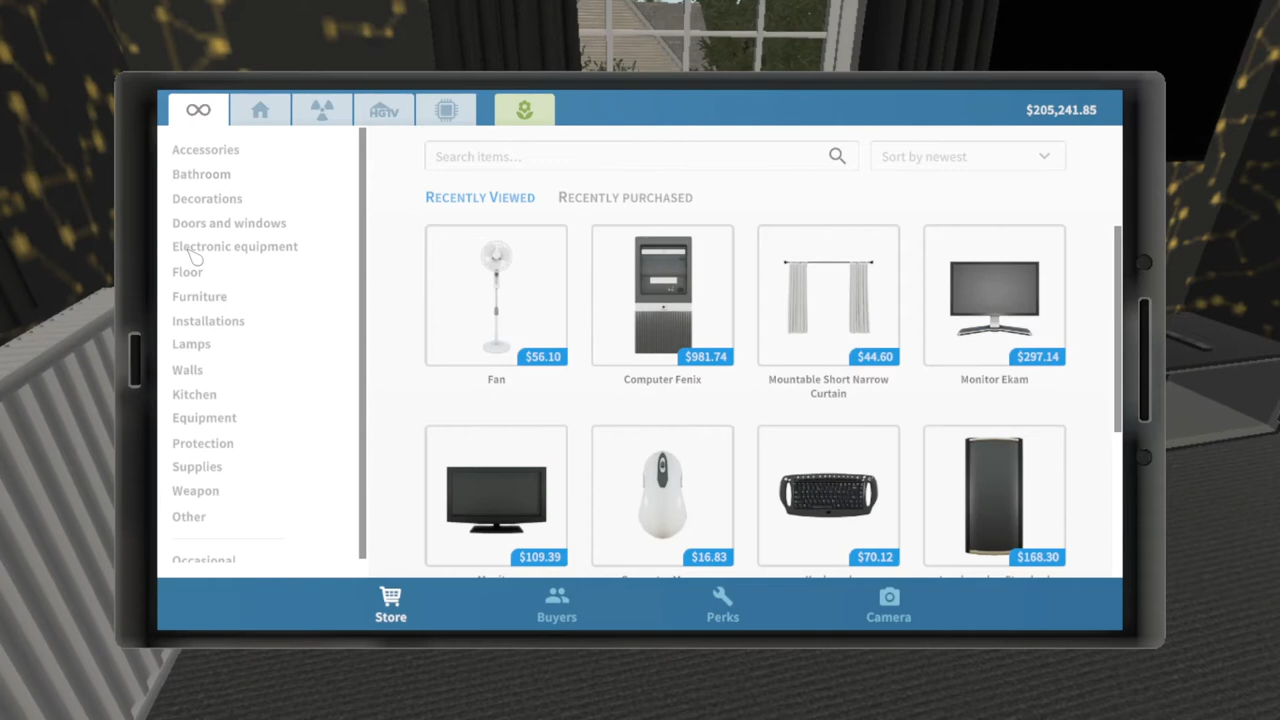 HGTV
$205,241.85
Accessories
Bathroom
Decorations
Doors and windows
Electronic equipment
Floor
Furniture
Installations
Lamps
Walls
Kitchen
Equipment
Protection
Supplies
Weapon
Other
Occasional
Search items...
Sort by newest
RECENTLY VIEWED
RECENTLY PURCHASED
$56.10
$981.74
$44.60
$297.14
Fan
Computer Fenix
Mountable Short Narrow
Curtain
Monitor Ekam
$109.39
$16.83
$70.12
$168.30
Store
Buyers
Perks
Camera